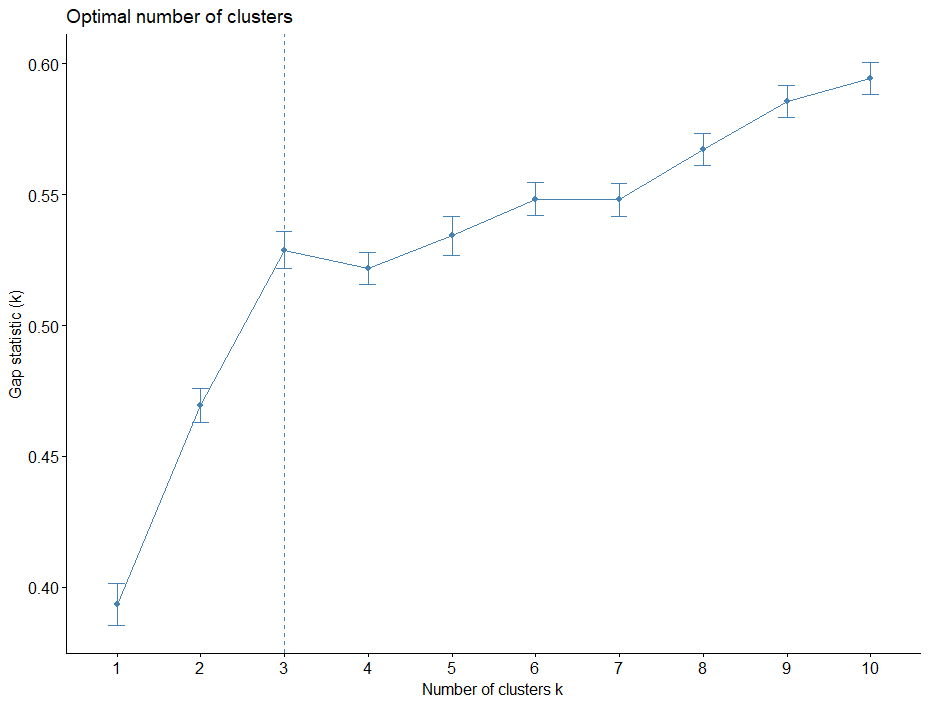 Optimal number of clusters
Gap statistic (k)
0.60
0.55
0.50
0.45
0.40
1 2 3 4 5 6 7 8 9 10
Number of clusters k